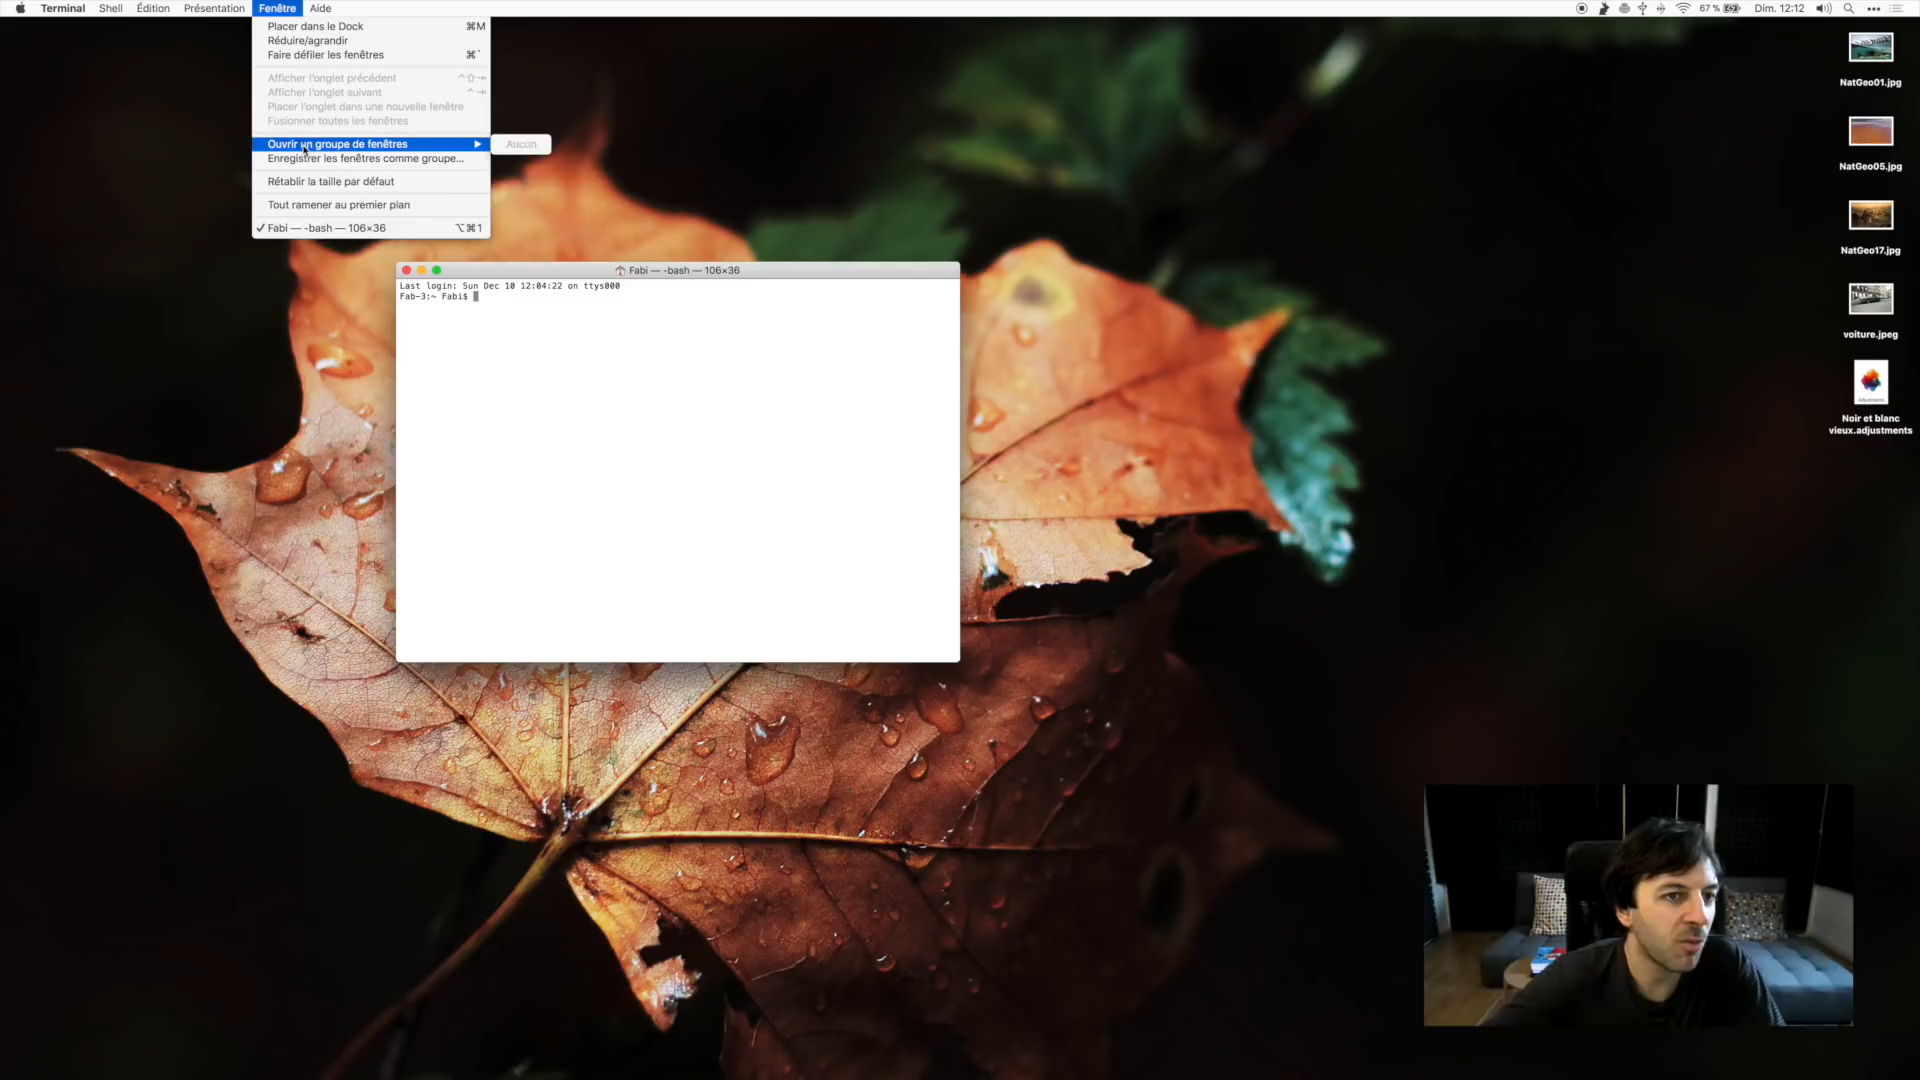 Terminal Shell Édition Présentation Fenêtre Aide 67 % Dim. 12:12
Placer dans le Dock ⌘M
Réduire/agrandir
Faire défiler les fenêtres ⌘`
Afficher l'onglet précédent ^⇧⇥
Afficher l'onglet suivant ^⇥
Placer l'onglet dans une nouvelle fenêtre
Fusionner toutes les fenêtres
Ouvrir un groupe de fenêtres ▶ Aucun
Enregistrer les fenêtres comme groupe...
Rétablir la taille par défaut
Tout ramener au premier plan
✓ Fabi — -bash — 106×36 ⌥⌘1
Fabi — -bash — 106×36
Last login: Sun Dec 10 12:04:22 on ttys000
Fab-3:~ Fabi$
NatGeo01.jpg
NatGeo05.jpg
NatGeo17.jpg
voiture.jpeg
Noir et blanc
vieux.adjustments